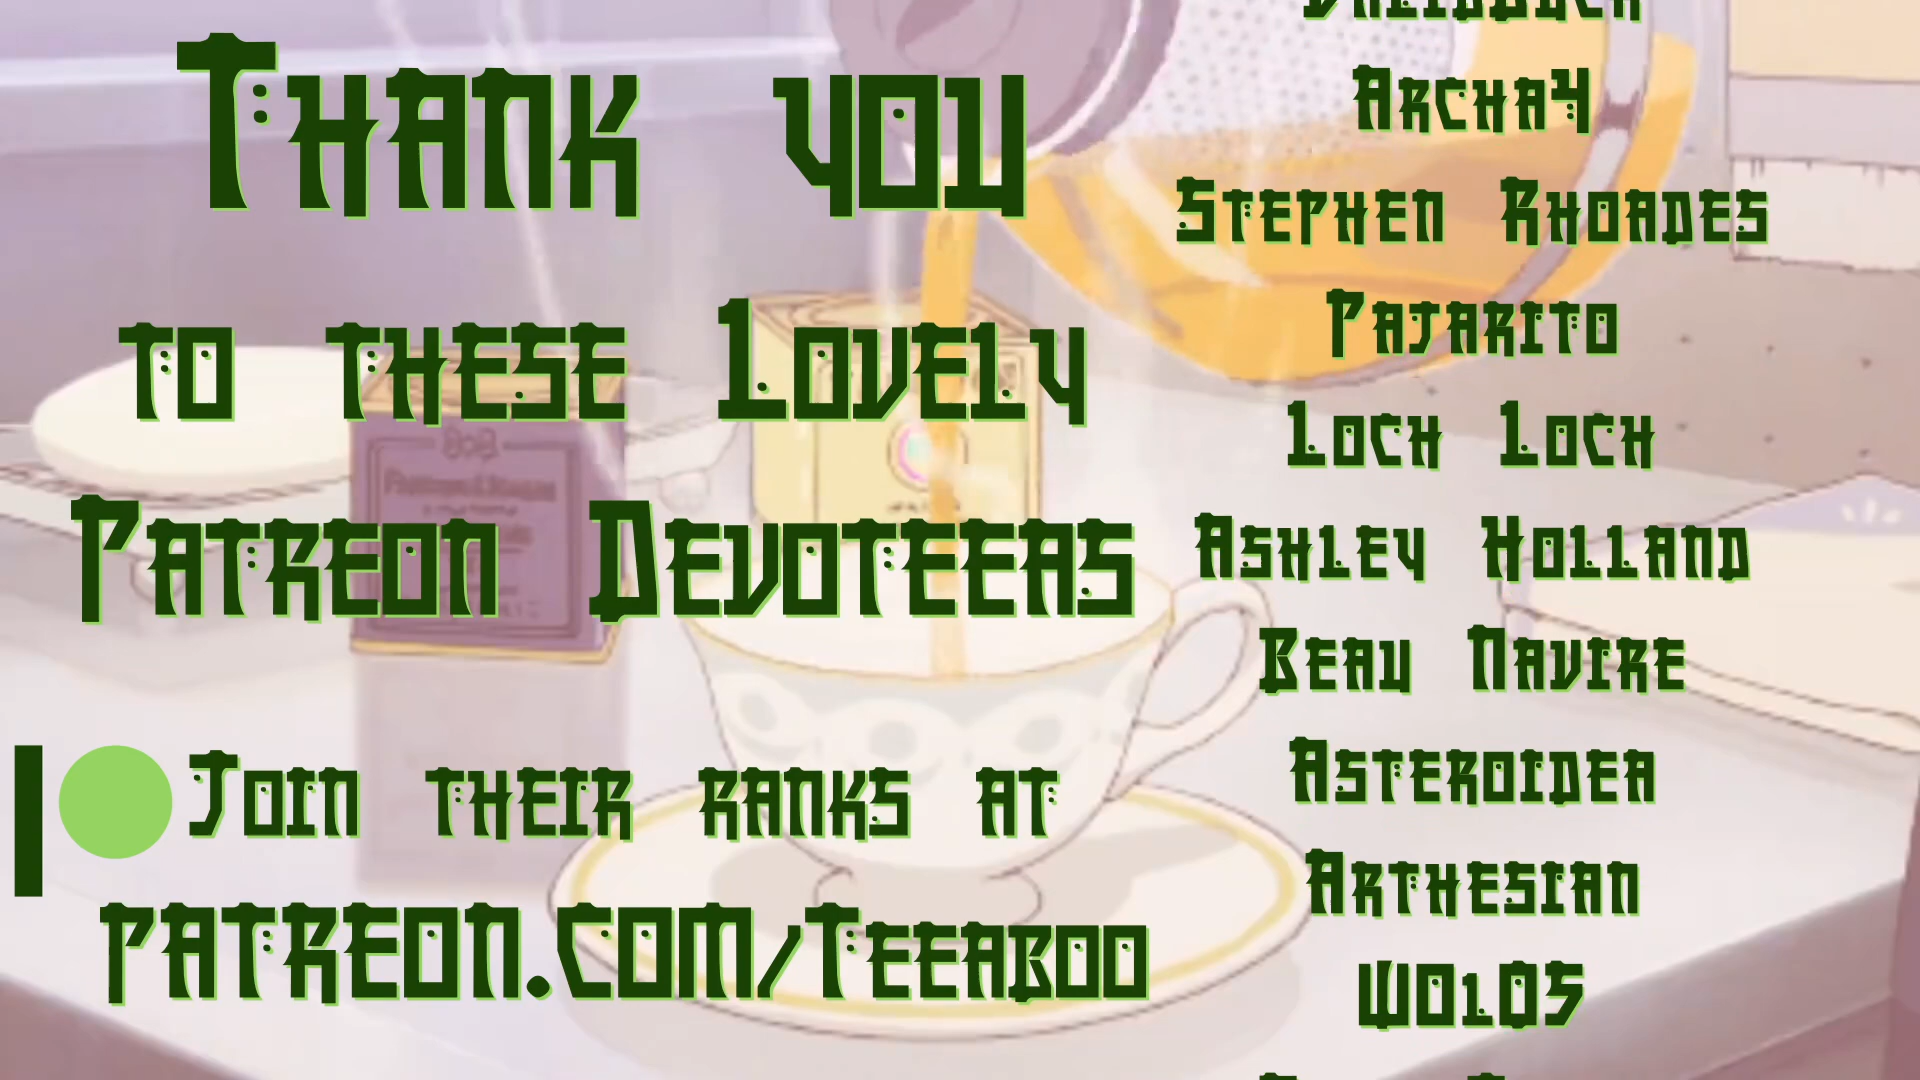 Thank you
to these Lovely
Patreon Devoteeas
Join their ranks at
PATREON.COM/Teeaboo
Archa4
Stephen Rhoades
Pajarito
Loch Loch
Ashley Holland
Beau Navire
Asteroidea
Arthesian
W0105